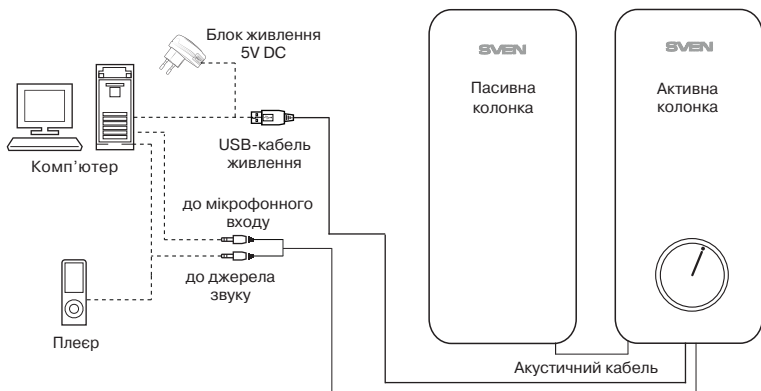 Блок живлення
5V DC
SVEN
SVEN
Пасивна
колонка
Активна
колонка
USB-кабель
живлення
Комп'ютер
до мікрофонного
входу
до джерела
звуку
Плеєр
Акустичний кабель